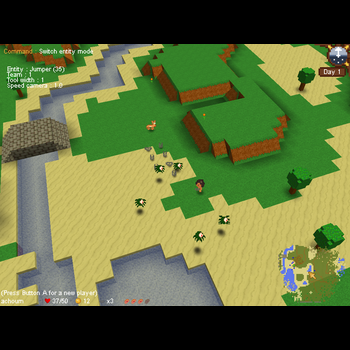 Command : Switch entity mode
Entity : Jumper (35)
Team : 1
Tool width : 1
Speed camera : 1.0
Day 1
(Press Button A for a new player)
acheum
37/50
12
x3